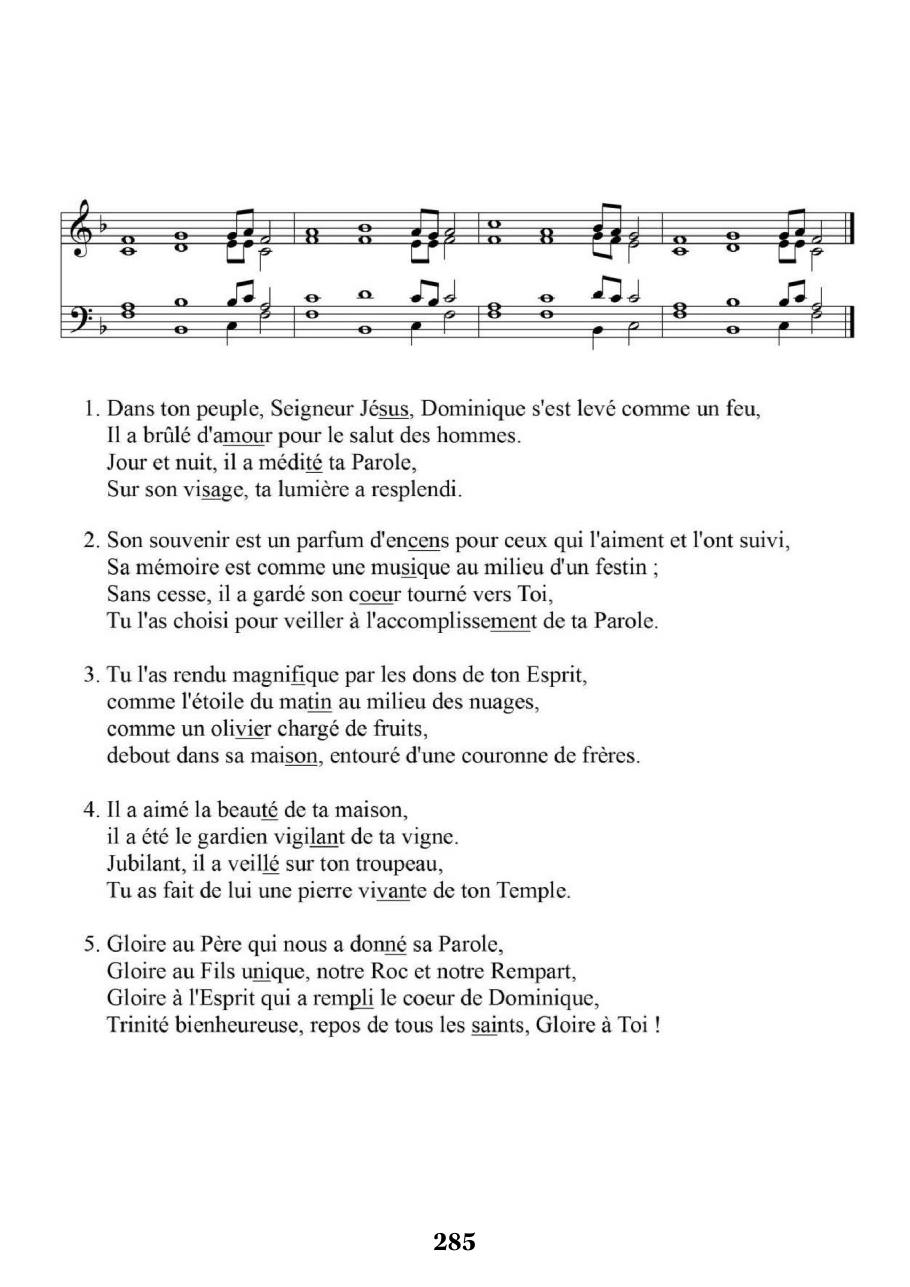 1. Dans ton peuple, Seigneur Jésus, Dominique s'est levé comme un feu,
Il a brûlé d'amour pour le salut des hommes.
Jour et nuit, il a médité ta Parole,
Sur son visage, ta lumière a resplendi.
2. Son souvenir est un parfum d'encens pour ceux qui l'aiment et l'ont suivi,
Sa mémoire est comme une musique au milieu d'un festin ;
Sans cesse, il a gardé son coeur tourné vers Toi,
Tu l'as choisi pour veiller à l'accomplissement de ta Parole.
3. Tu l'as rendu magnifique par les dons de ton Esprit,
comme l'étoile du matin au milieu des nuages,
comme un olivier chargé de fruits,
debout dans sa maison, entouré d'une couronne de frères.
4. Il a aimé la beauté de ta maison,
il a été le gardien vigilant de ta vigne.
Jubilant, il a veillé sur ton troupeau,
Tu as fait de lui une pierre vivante de ton Temple.
5. Gloire au Père qui nous a donné sa Parole,
Gloire au Fils unique, notre Roc et notre Rempart,
Gloire à l'Esprit qui a rempli le coeur de Dominique,
Trinité bienheureuse, repos de tous les saints, Gloire à Toi !
285